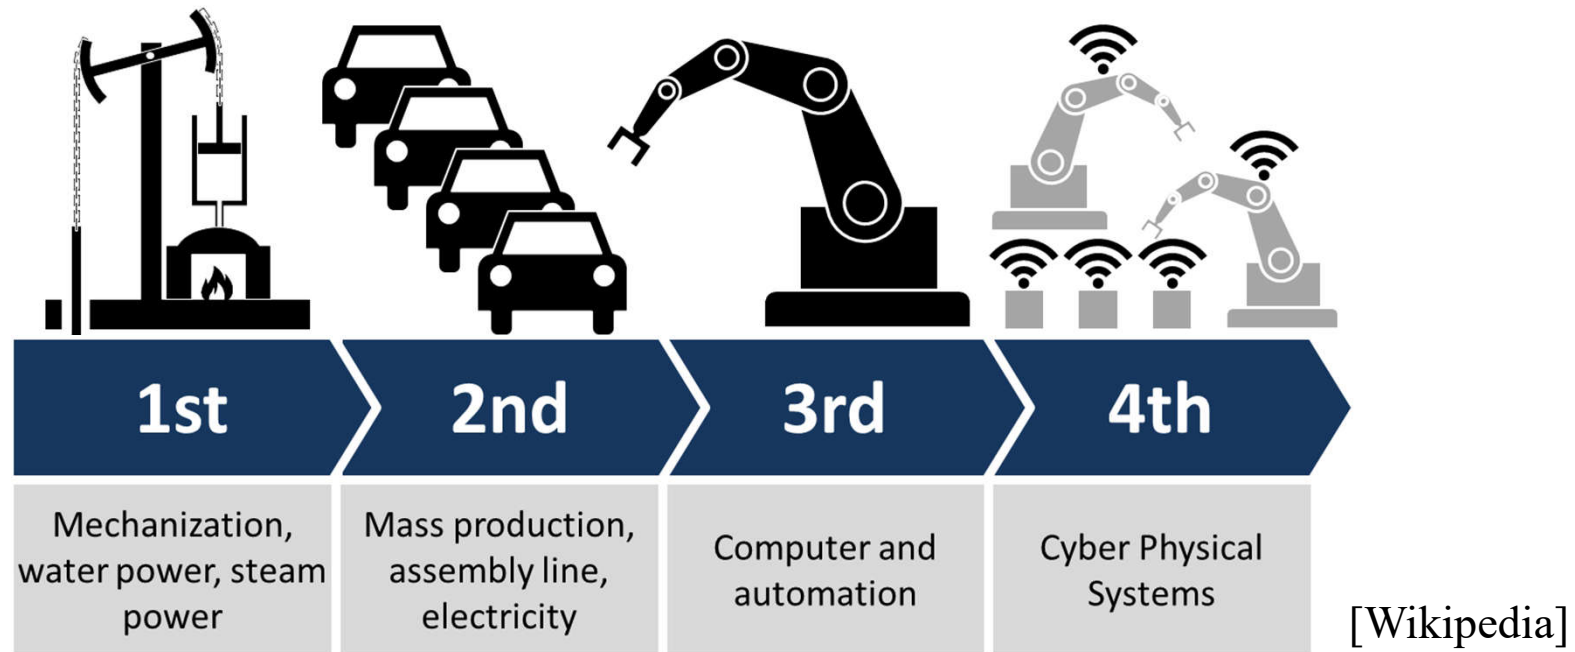 1st
2nd
3rd
4th
Mechanization,
water power, steam
power
Mass production,
assembly line,
electricity
Computer and
automation
Cyber Physical
Systems
[Wikipedia]